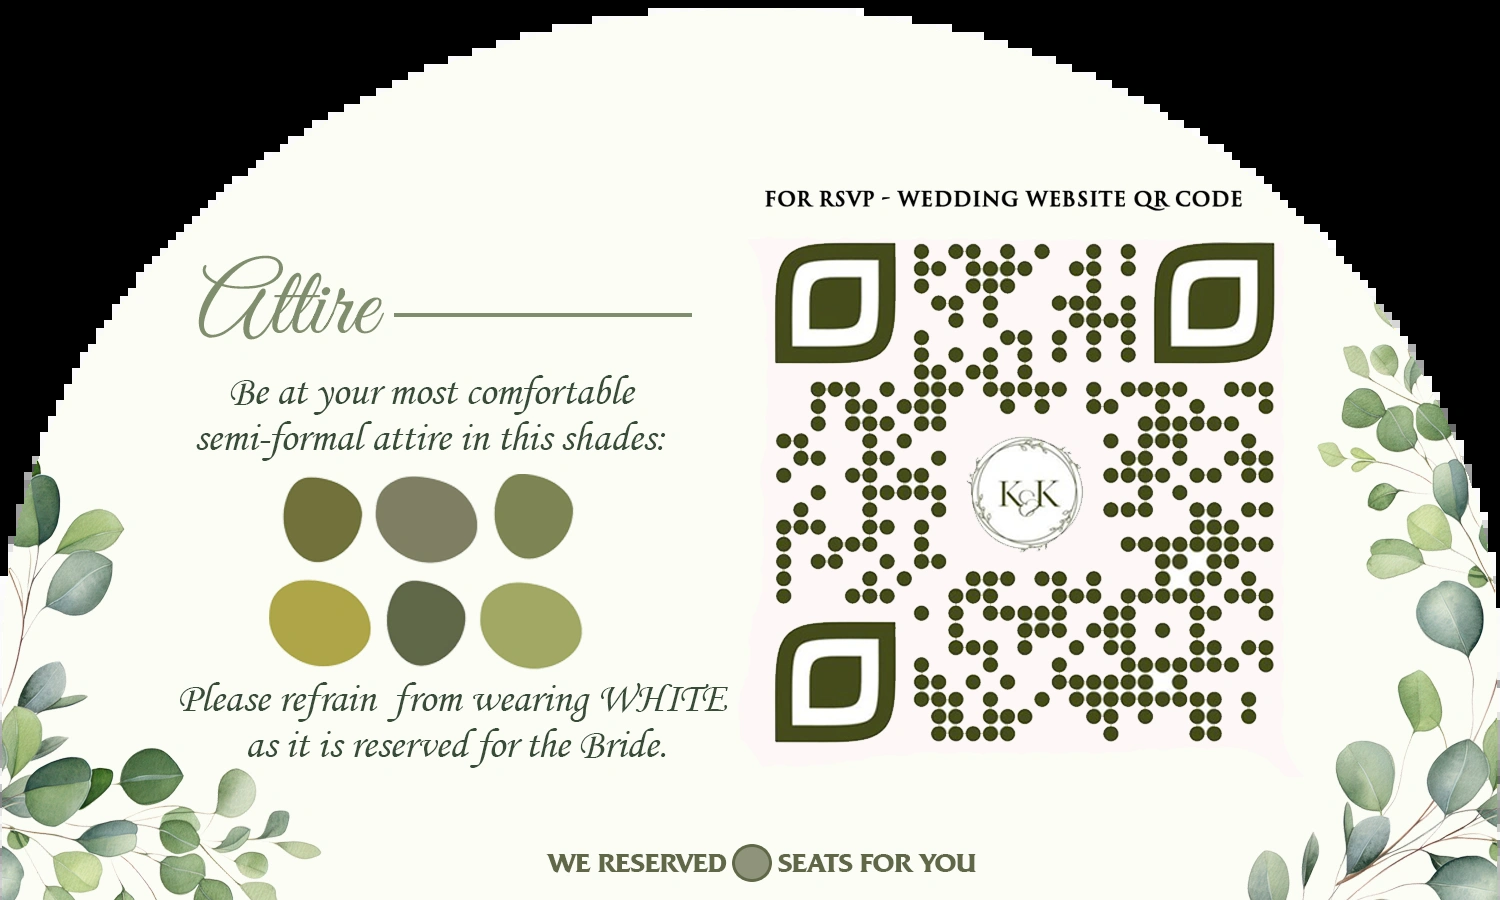 FOR RSVP - WEDDING WEBSITE QR CODE
Attire
Be at your most comfortable
semi-formal attire in this shades:
Please refrain from wearing WHITE,
as it is reserved for the Bride.
K&K
WE RESERVED SEATS FOR YOU